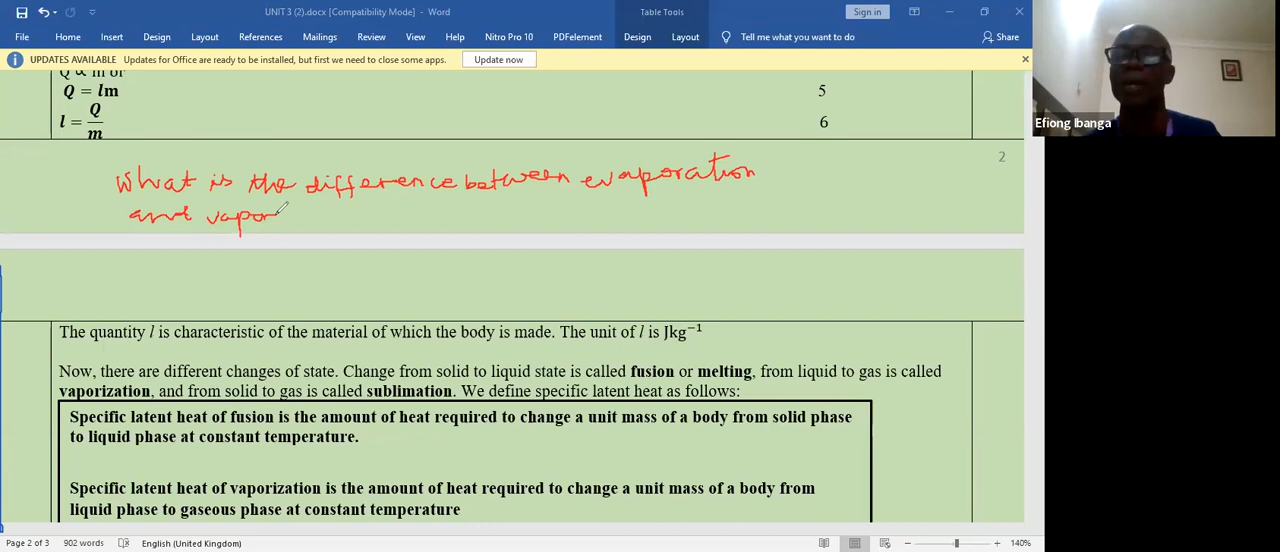 UNIT 3 (2).docx [Compatibility Mode] - Word
Table Tools
Sign in
File Home Insert Design Layout References Mailings Review View Help Nitro Pro 10 PDFelement Design Layout Tell me what you want to do Share
UPDATES AVAILABLE Updates for Office are ready to be installed, but first we need to close some apps. Update now
Q ∝ m or
Q = lm 5
l = Q/m 6
2
What is the difference between evaporation
and vapor
The quantity l is characteristic of the material of which the body is made. The unit of l is Jkg⁻¹
Now, there are different changes of state. Change from solid to liquid state is called fusion or melting, from liquid to gas is called
vaporization, and from solid to gas is called sublimation. We define specific latent heat as follows:
Specific latent heat of fusion is the amount of heat required to change a unit mass of a body from solid phase
to liquid phase at constant temperature.
Specific latent heat of vaporization is the amount of heat required to change a unit mass of a body from
liquid phase to gaseous phase at constant temperature
Page 2 of 3 902 words English (United Kingdom) 140%
Efiong Ibanga